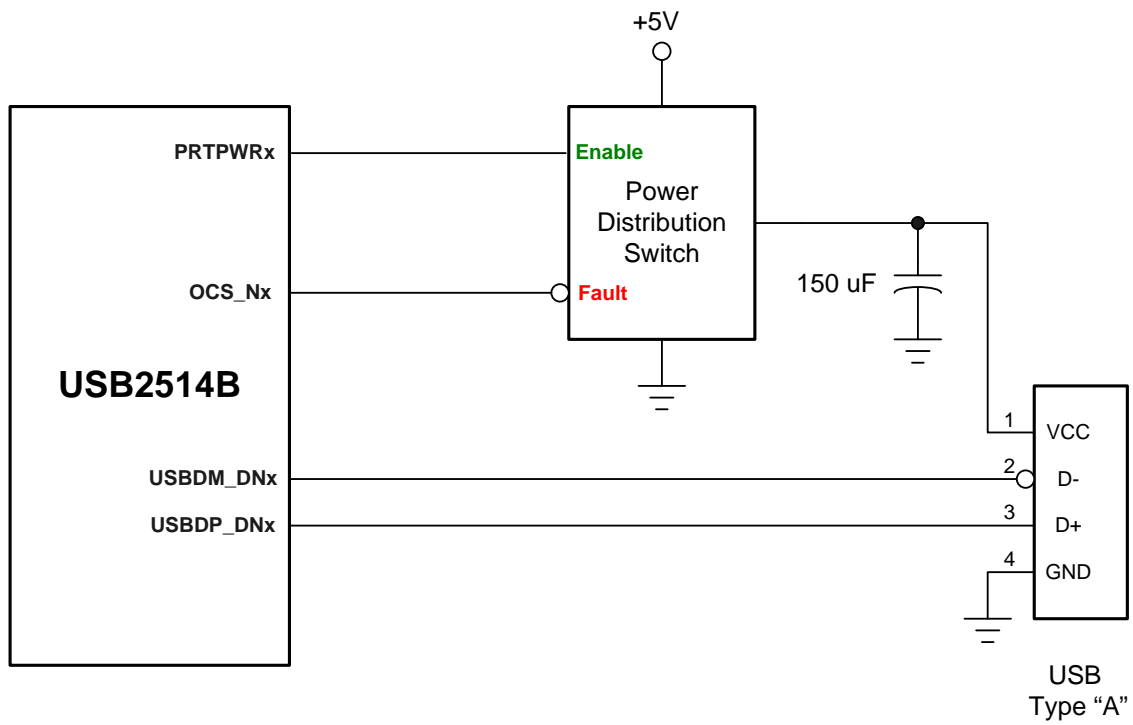 +5V
PRTPWRx
Enable
Power
Distribution
Switch
OCS_Nx
Fault
150 uF
USB2514B
1
VCC
USBDM_DNx
2
D-
USBDP_DNx
3
D+
4
GND
USB
Type “A”